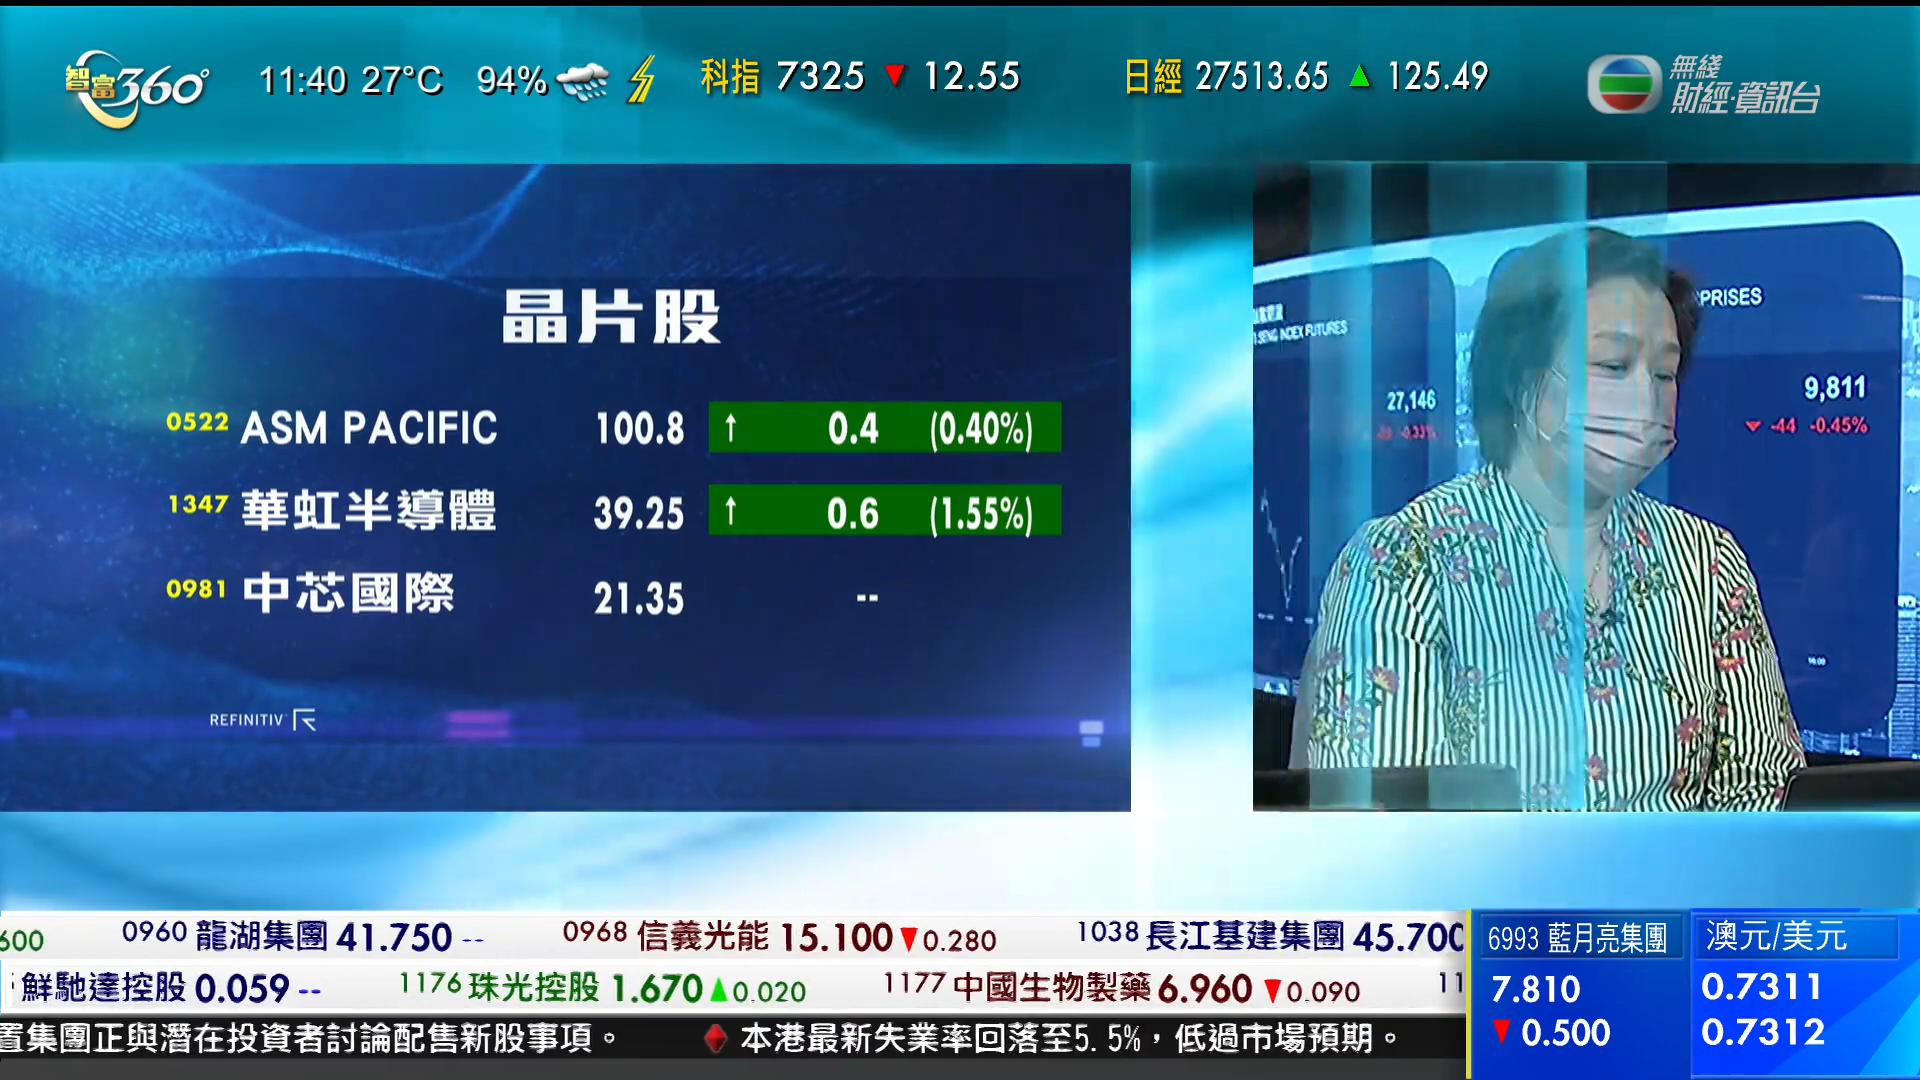 智富360°
11:40 27°C 94%
科指 7325 ▼ 12.55
日經 27513.65 ▲ 125.49
無綫
財經·資訊台
晶片股
0522 ASM PACIFIC 100.8 ↑ 0.4 (0.40%)
1347 華虹半導體 39.25 ↑ 0.6 (1.55%)
0981 中芯國際 21.35 --
REFINITIV
SENG INDEX FUTURES
27,146
-0.33%
PRISES
9,811
▼ -44 -0.45%
600 0960 龍湖集團 41.750 -- 0968 信義光能 15.100 ▼ 0.280 1038 長江基建集團 45.700
鮮馳達控股 0.059 -- 1176 珠光控股 1.670 ▲ 0.020 1177 中國生物製藥 6.960 ▼ 0.090 11
置集團正與潛在投資者討論配售新股事項。 ◆ 本港最新失業率回落至5.5%，低過市場預期。
6993 藍月亮集團
7.810
▼ 0.500
澳元/美元
0.7311
0.7312